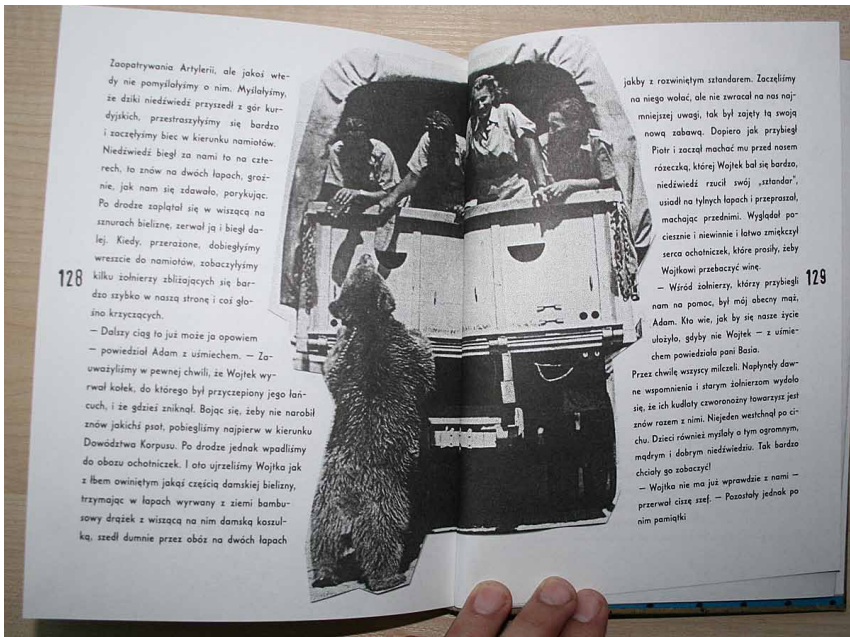 Zaopatrywania Artylerii, ale jakoś wte-
dy nie pomyślałyśmy o nim. Myślałyśmy,
że dziki niedźwiedź przyszedł z gór kur-
dyjskich, przestraszyłyśmy się bardzo
i zaczęłyśmy biec w kierunku namiotów.
Niedźwiedź biegł za nami to na czte-
rech, to znów na dwóch łapach, groź-
nie, jak nam się zdawało, porykując.
Po drodze zaplątał się w wiszącą na
sznurach bieliznę, zerwał ją i biegł da-
lej. Kiedy, przerażone, dobiegłyśmy
wreszcie do namiotów, zobaczyłyśmy
kilku żołnierzy zbliżających się bar-
dzo szybko w naszą stronę i coś gło-
śno krzyczących.
— Dalszy ciąg to już może ja opowiem
— powiedział Adam z uśmiechem. — Za-
uważyliśmy w pewnej chwili, że Wojtek wy-
rwał kołek, do którego był przyczepiony jego łań-
cuch, i że gdzieś zniknął. Bojąc się, żeby nie narobił
znów jakichś psot, pobiegliśmy najpierw w kierunku
Dowództwa Korpusu. Po drodze jednak wpadliśmy
do obozu ochotniczek. I oto ujrzeliśmy Wojtka jak
z łbem owiniętym jakąś częścią damskiej bielizny,
trzymając w łapach wyrwany z ziemi bambu-
sowy drążek z wiszącą na nim damską koszul-
ką, szedł dumnie przez obóz na dwóch łapach
128
jakby z rozwiniętym sztandarem. Zaczęliśmy
na niego wołać, ale nie zwracał na nas naj-
mniejszej uwagi, tak był zajęty tą swoją
nową zabawą. Dopiero jak przybiegł
Piotr i zaczął machać mu przed nosem
rózeczką, której Wojtek bał się bardzo,
niedźwiedź rzucił swój „sztandar",
usiadł na tylnych łapach i przepraszał,
machając przednimi. Wyglądał po-
ciesznie i niewinnie i łatwo zmiękczył
serca ochotniczek, które prosiły, żeby
Wojtkowi przebaczyć winę.
— Wśród żołnierzy, którzy przybiegli
nam na pomoc, był mój obecny mąż,
Adam. Kto wie, jak by się nasze życie
ułożyło, gdyby nie Wojtek — z uśmie-
chem powiedziała pani Basia.
Przez chwilę wszyscy milczeli. Napłynęły daw-
ne wspomnienia i starym żołnierzom wydało
się, że ich kudłaty czworonożny towarzysz jest
znów razem z nimi. Niejeden westchnął po ci-
chu. Dzieci również myślały o tym ogromnym,
mądrym i dobrym niedźwiedziu. Tak bardzo
chciały go zobaczyć!
— Wojtka nie ma już wprawdzie z nami —
przerwał ciszę szef. — Pozostały jednak po
nim pamiątki
129